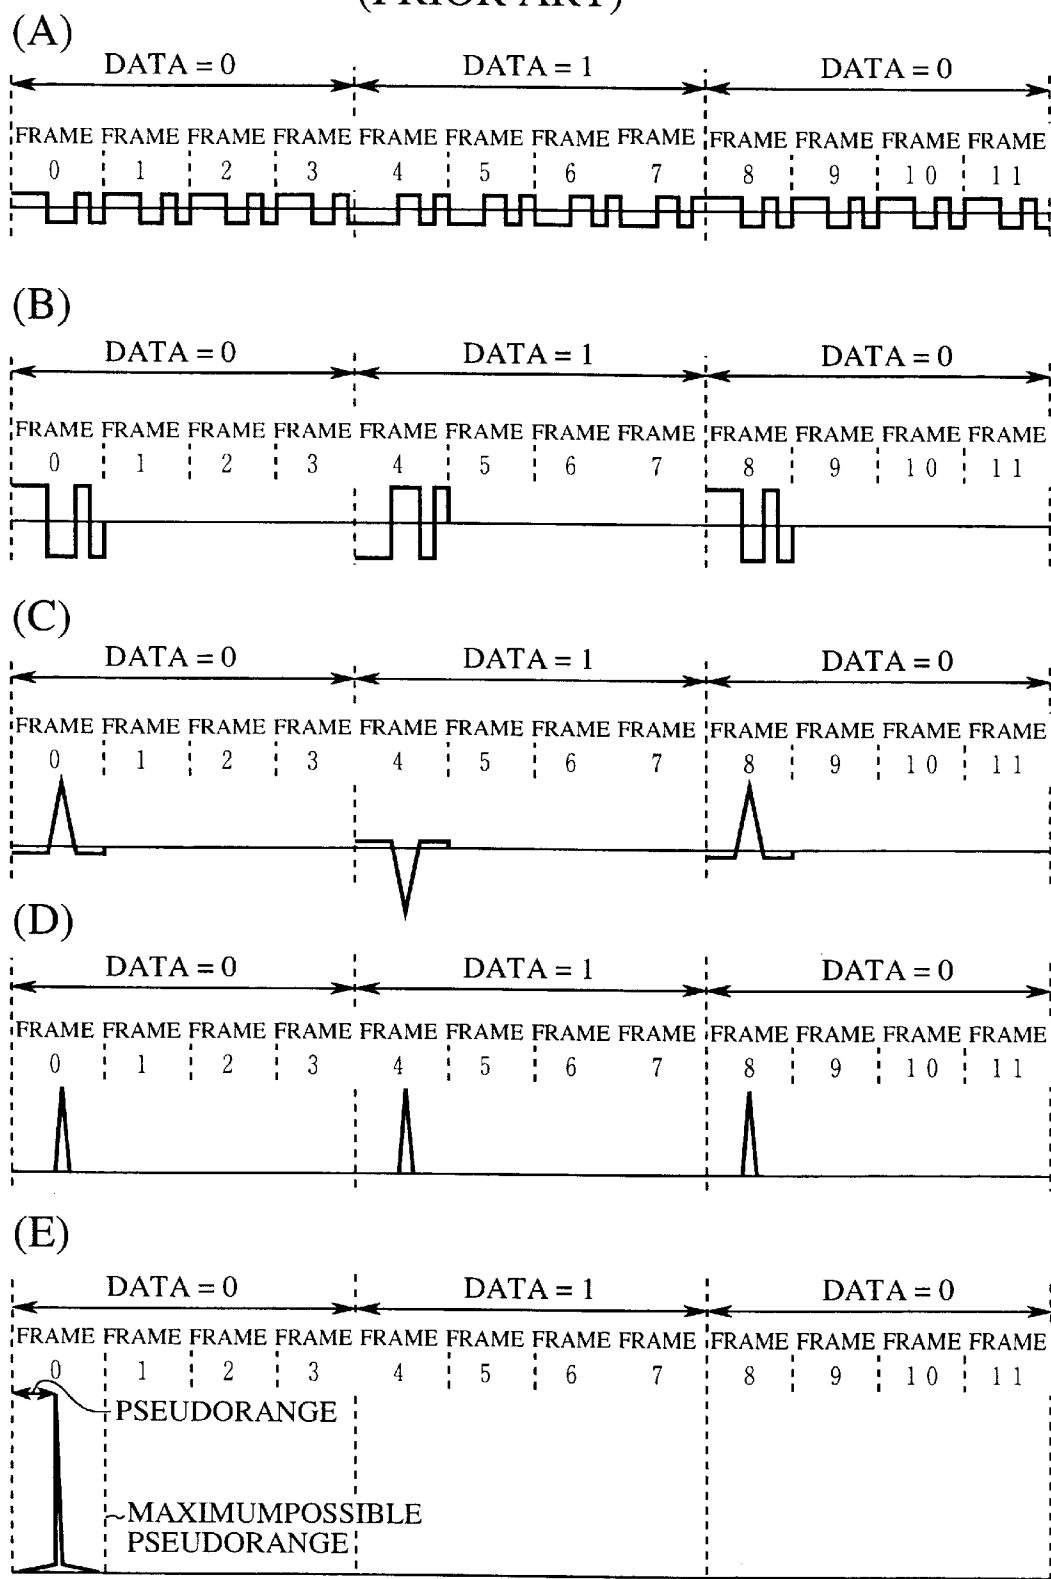 (PRIOR ART)
(A)
DATA = 0 DATA = 1 DATA = 0
FRAME FRAME FRAME FRAME FRAME FRAME FRAME FRAME FRAME FRAME FRAME FRAME
0 1 2 3 4 5 6 7 8 9 10 11
(B)
DATA = 0 DATA = 1 DATA = 0
FRAME FRAME FRAME FRAME FRAME FRAME FRAME FRAME FRAME FRAME FRAME FRAME
0 1 2 3 4 5 6 7 8 9 10 11
(C)
DATA = 0 DATA = 1 DATA = 0
FRAME FRAME FRAME FRAME FRAME FRAME FRAME FRAME FRAME FRAME FRAME FRAME
0 1 2 3 4 5 6 7 8 9 10 11
(D)
DATA = 0 DATA = 1 DATA = 0
FRAME FRAME FRAME FRAME FRAME FRAME FRAME FRAME FRAME FRAME FRAME FRAME
0 1 2 3 4 5 6 7 8 9 10 11
(E)
DATA = 0 DATA = 1 DATA = 0
FRAME FRAME FRAME FRAME FRAME FRAME FRAME FRAME FRAME FRAME FRAME FRAME
0 1 2 3 4 5 6 7 8 9 10 11
PSEUDORANGE
MAXIMUMPOSSIBLE
PSEUDORANGE